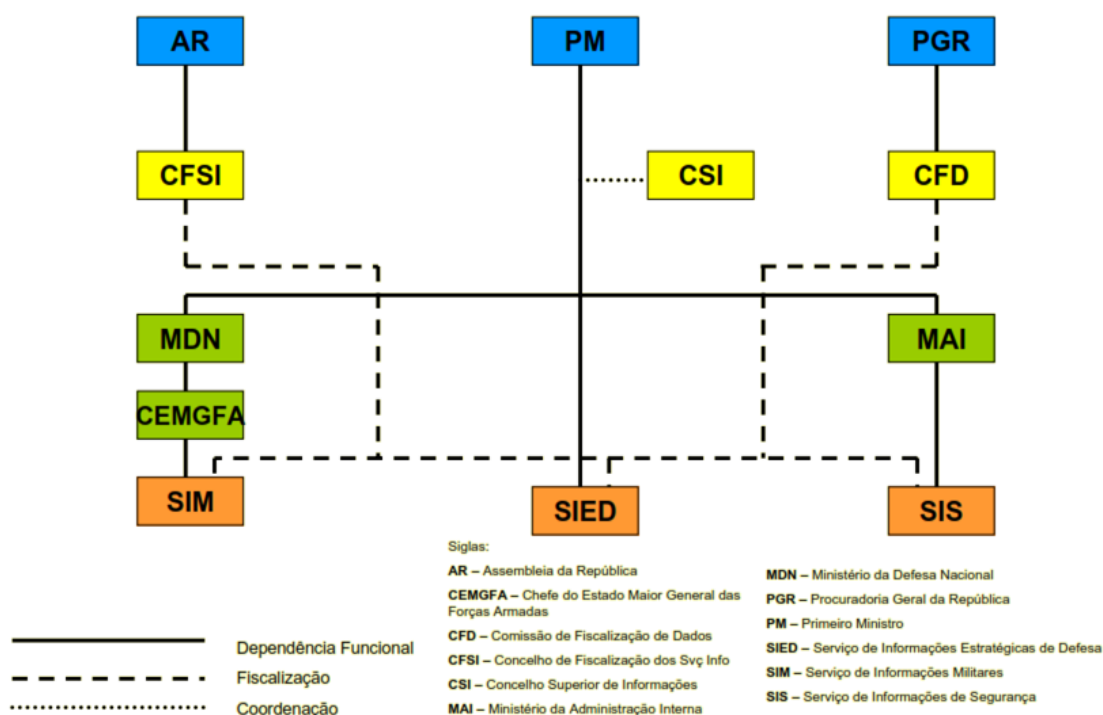 AR
PM
PGR
CFSI
CSI
CFD
MDN
MAI
CEMGFA
SIM
SIED
SIS
Dependência Funcional
Fiscalização
Coordenação
Siglas:
AR – Assembleia da República
CEMGFA – Chefe do Estado Maior General das
Forças Armadas
CFD – Comissão de Fiscalização de Dados
CFSI – Concelho de Fiscalização dos Svç Info
CSI – Concelho Superior de Informações
MAI – Ministério da Administração Interna
MDN – Ministério da Defesa Nacional
PGR – Procuradoria Geral da República
PM – Primeiro Ministro
SIED – Serviço de Informações Estratégicas de Defesa
SIM – Serviço de Informações Militares
SIS – Serviço de Informações de Segurança